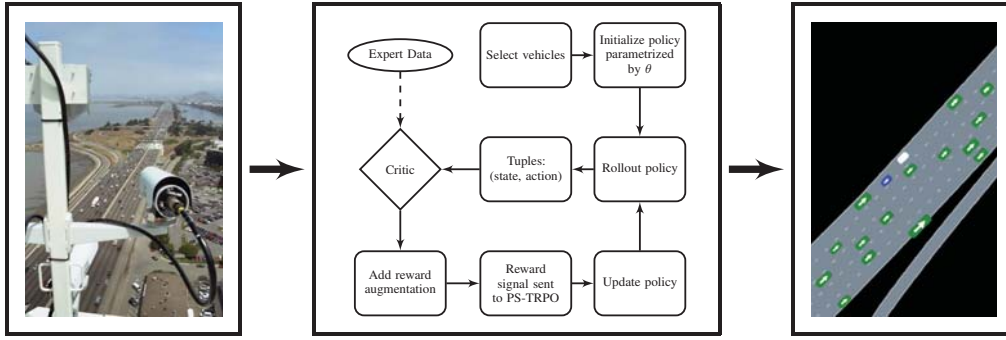 Expert Data
Select vehicles
Initialize policy
parametrized
by θ
Critic
Tuples:
(state, action)
Rollout policy
Add reward
augmentation
Reward
signal sent
to PS-TRPO
Update policy